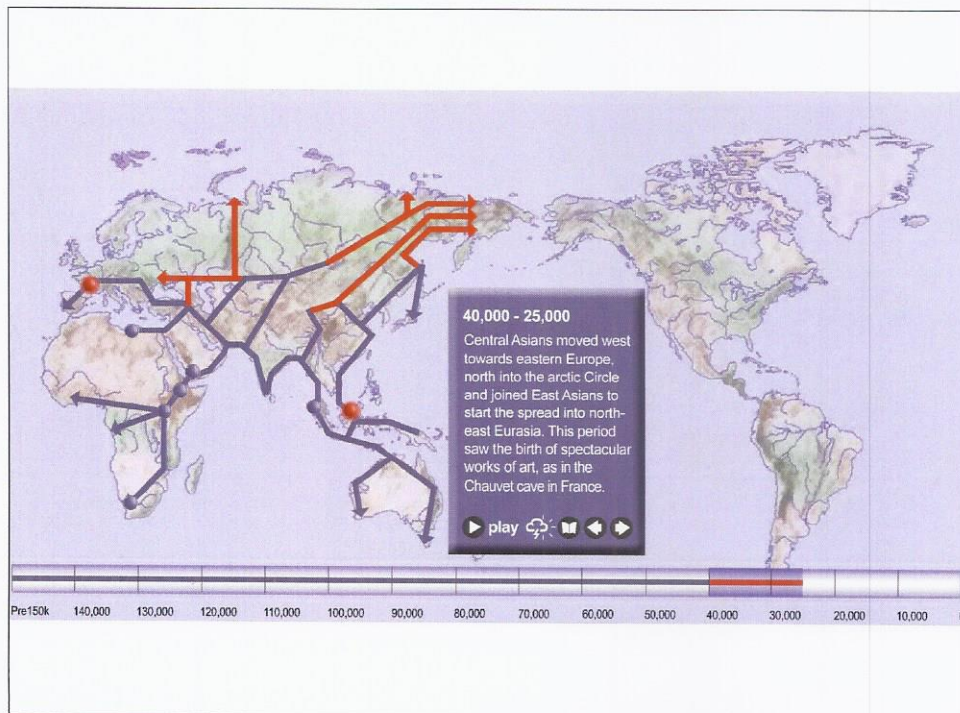 40,000 - 25,000
Central Asians moved west
towards eastern Europe,
north into the arctic Circle
and joined East Asians to
start the spread into north-
east Eurasia. This period
saw the birth of spectacular
works of art, as in the
Chauvet cave in France.
play
Pre150k 140,000 130,000 120,000 110,000 100,000 90,000 80,000 70,000 60,000 50,000 40,000 30,000 20,000 10,000